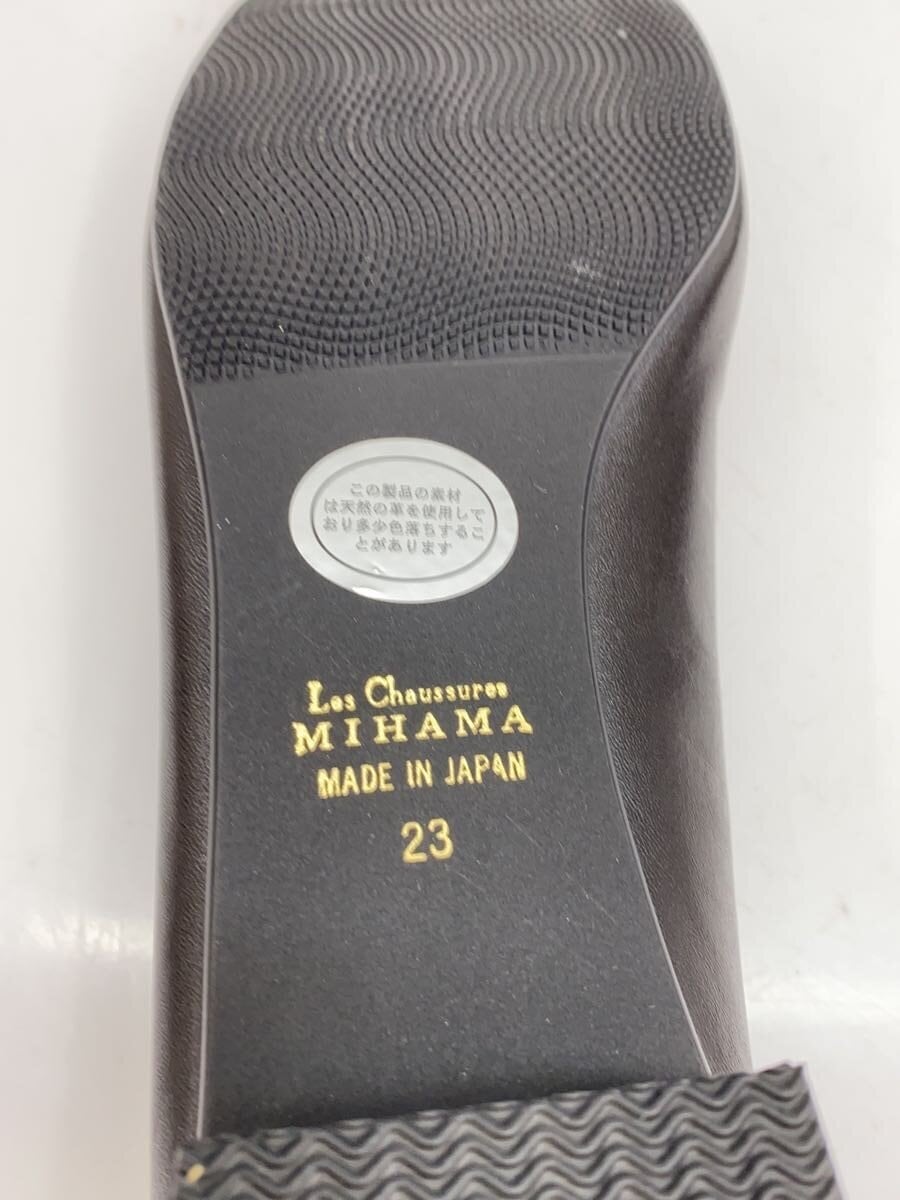 この製品の素材
は天然の革を使用して
おり多少色落ちするこ
とがあります
Les Chaussures
MIHAMA
MADE IN JAPAN
23